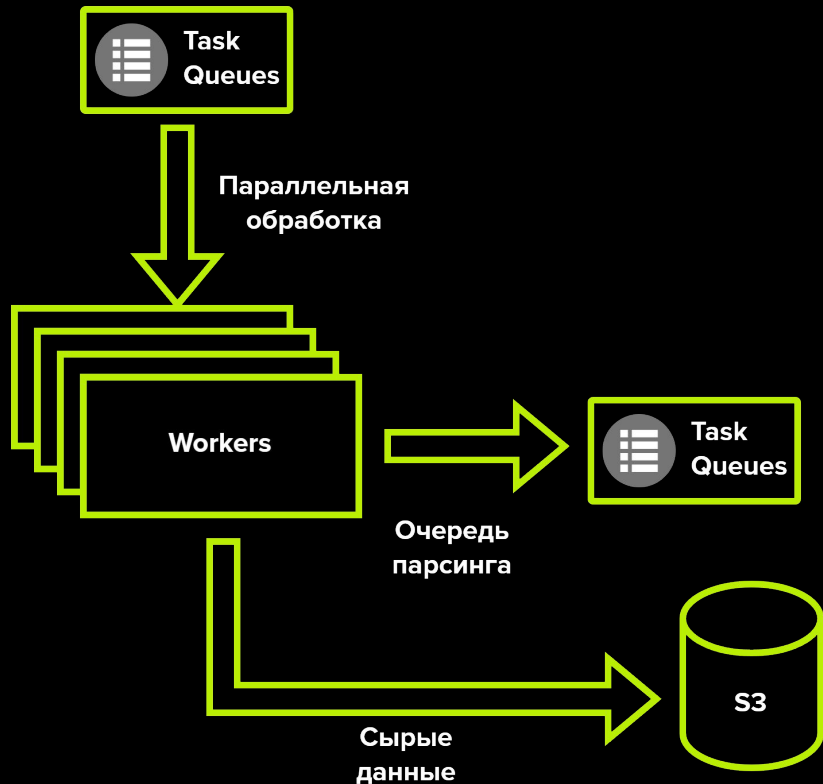 Task
Queues
Параллельная
обработка
Workers
Task
Queues
Очередь
парсинга
S3
Сырые
данные